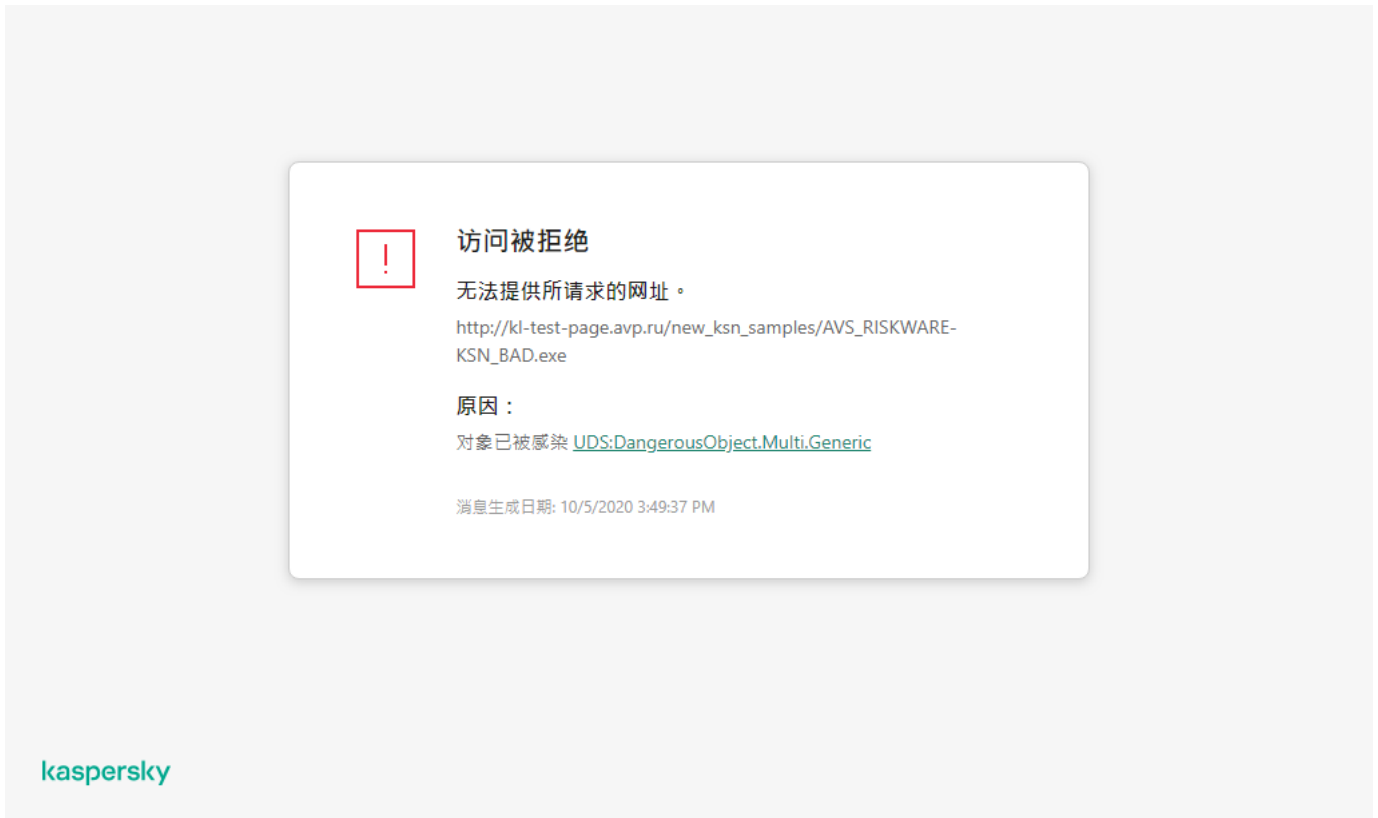 !
访问被拒绝
无法提供所请求的网址。
http://kl-test-page.avp.ru/new_ksn_samples/AVS_RISKWARE-
KSN_BAD.exe
原因：
对象已被感染 UDS:DangerousObject.Multi.Generic
消息生成日期: 10/5/2020 3:49:37 PM
kaspersky